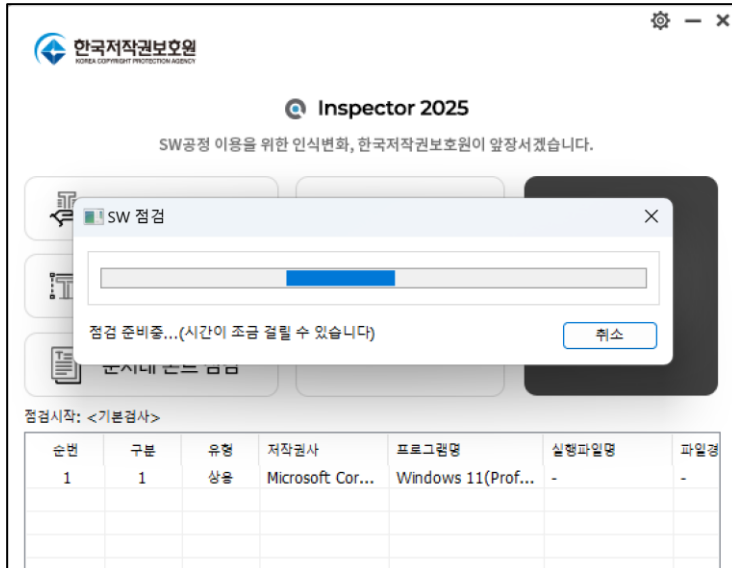 한국저작권보호원
KOREA COPYRIGHT PROTECTION AGENCY
Inspector 2025
SW공정 이용을 위한 인식변화, 한국저작권보호원이 앞장서겠습니다.
SW 점검
점검 준비중...(시간이 조금 걸릴 수 있습니다)
취소
점검시작: <기본검사>
순번 구분 유형 저작권사 프로그램명 실행파일명 파일경
1 1 상용 Microsoft Cor... Windows 11(Prof... - -